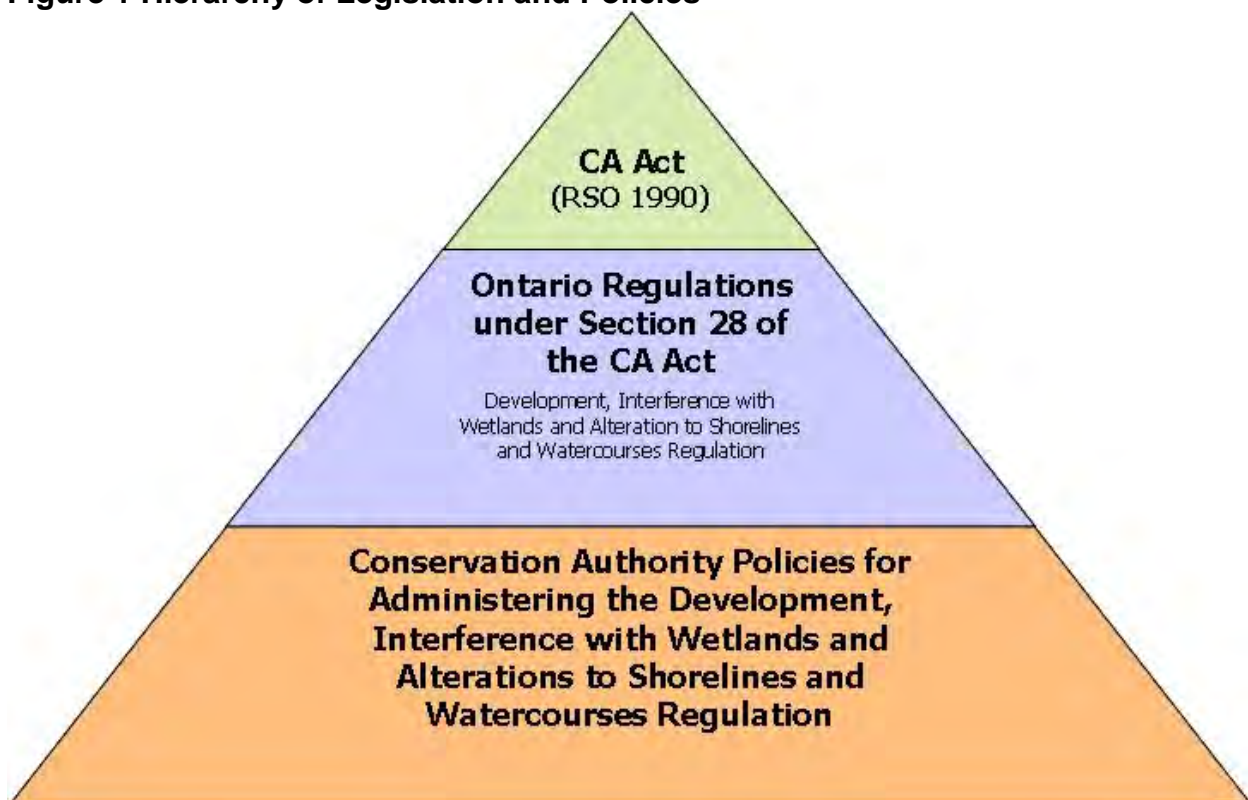 Figure 1 Hierarchy of Legislation and Policies
CA Act
(RSO 1990)
Ontario Regulations
under Section 28 of
the CA Act
Development, Interference with
Wetlands and Alteration to Shorelines
and Watercourses Regulation
Conservation Authority Policies for
Administering the Development,
Interference with Wetlands and
Alterations to Shorelines and
Watercourses Regulation